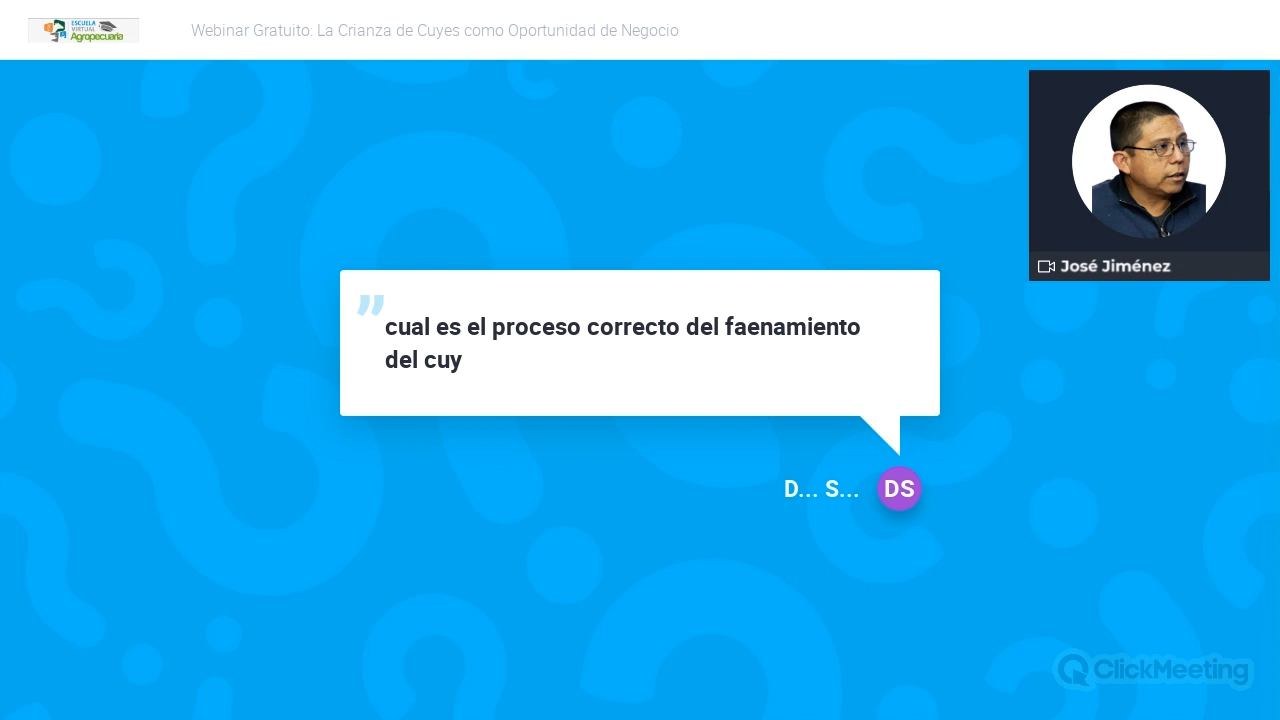 ESCUELA
VIRTUAL
Agropecuaria
Webinar Gratuito: La Crianza de Cuyes como Oportunidad de Negocio
José Jiménez
cual es el proceso correcto del faenamiento
del cuy
D... S... DS
ClickMeeting